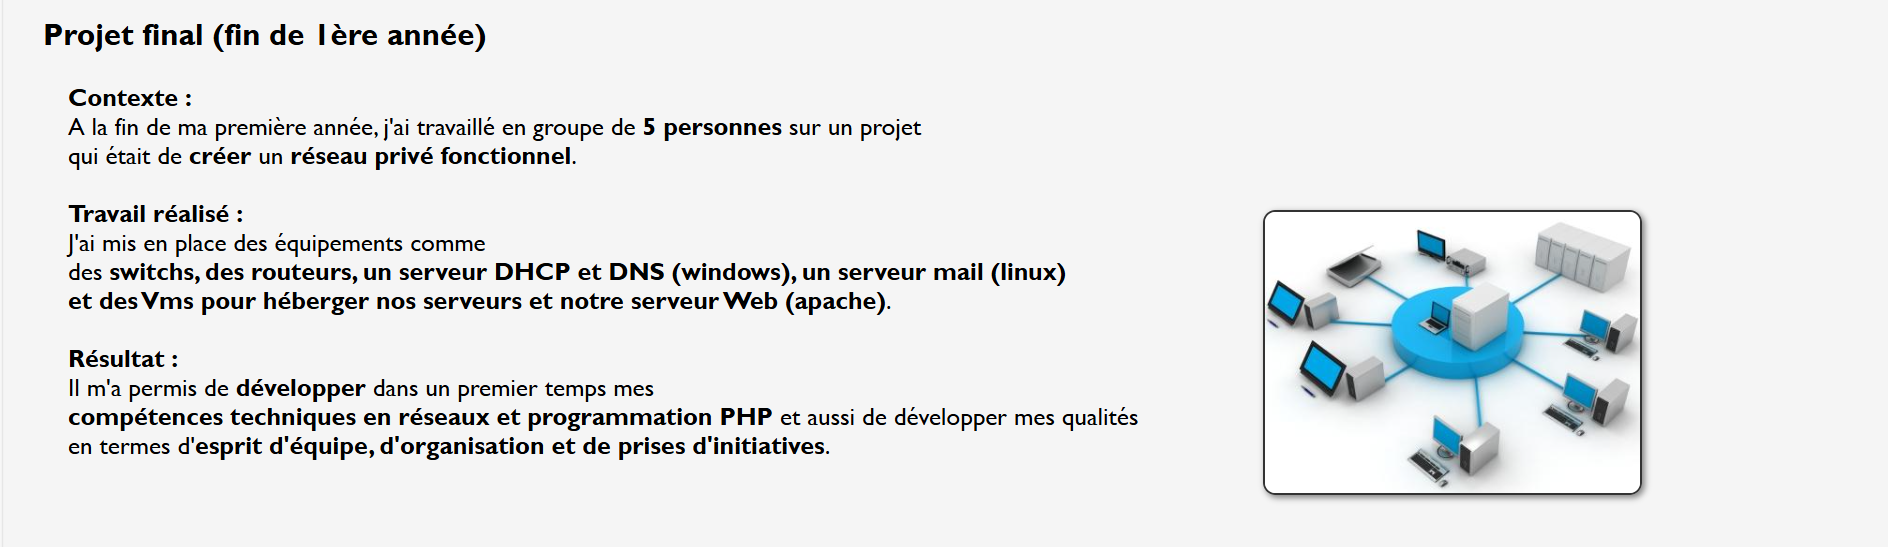 Projet final (fin de 1ère année)
Contexte :
A la fin de ma première année, j'ai travaillé en groupe de 5 personnes sur un projet
qui était de créer un réseau privé fonctionnel.
Travail réalisé :
J'ai mis en place des équipements comme
des switchs, des routeurs, un serveur DHCP et DNS (windows), un serveur mail (linux)
et des Vms pour héberger nos serveurs et notre serveur Web (apache).
Résultat :
Il m'a permis de développer dans un premier temps mes
compétences techniques en réseaux et programmation PHP et aussi de développer mes qualités
en termes d'esprit d'équipe, d'organisation et de prises d'initiatives.